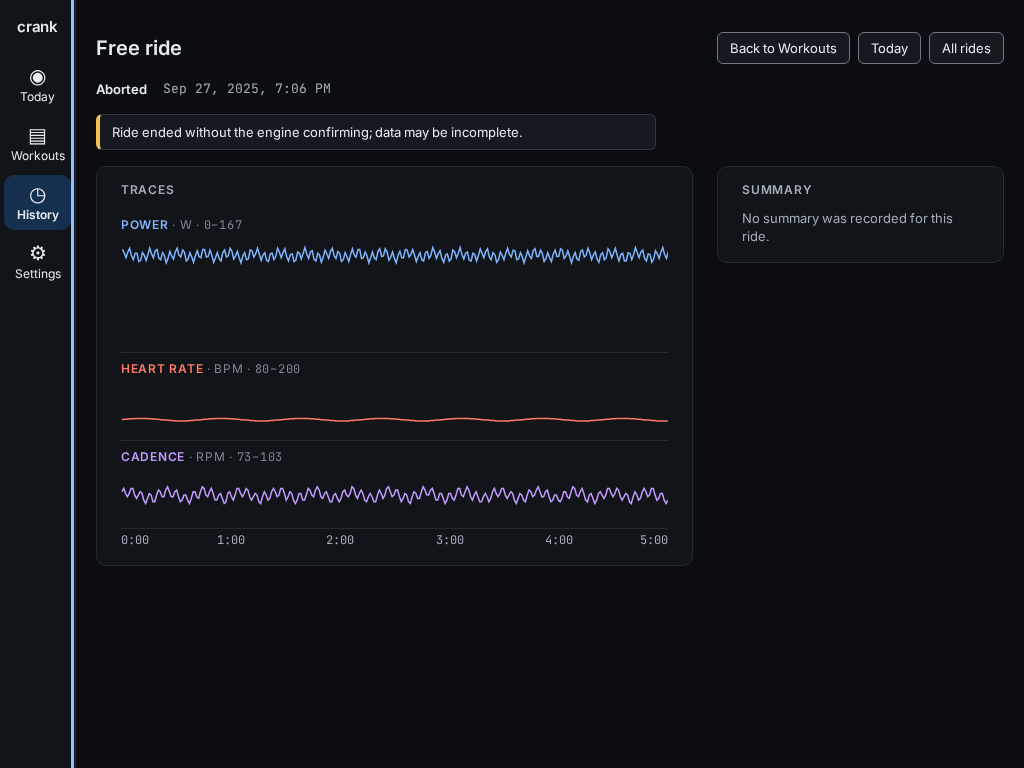 crank
Today
Workouts
History
Settings
Free ride
Back to Workouts
Today
All rides
Aborted Sep 27, 2025, 7:06 PM
Ride ended without the engine confirming; data may be incomplete.
TRACES
POWER · W · 0–167
HEART RATE · BPM · 80–200
CADENCE · RPM · 73–103
0:00 1:00 2:00 3:00 4:00 5:00
SUMMARY
No summary was recorded for this
ride.